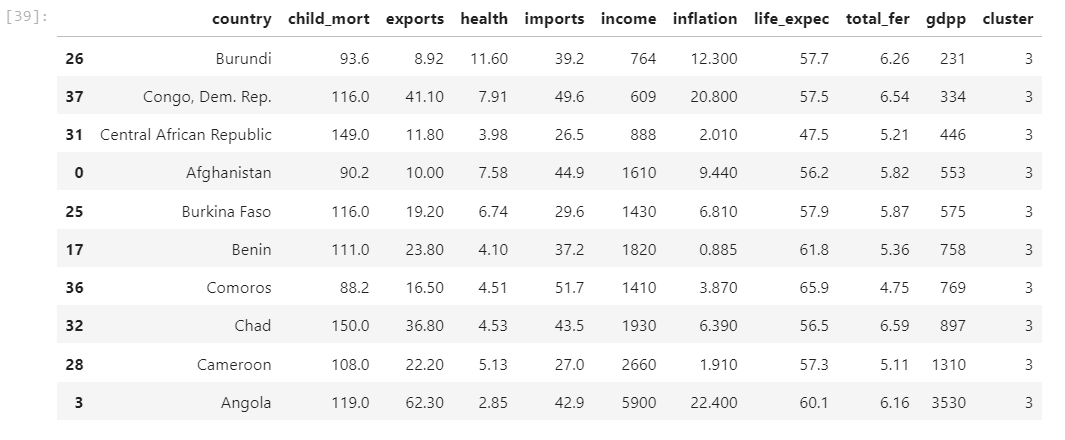 [39]:
country child_mort exports health imports income inflation life_expec total_fer gdpp cluster
26 Burundi 93.6 8.92 11.60 39.2 764 12.300 57.7 6.26 231 3
37 Congo, Dem. Rep. 116.0 41.10 7.91 49.6 609 20.800 57.5 6.54 334 3
31 Central African Republic 149.0 11.80 3.98 26.5 888 2.010 47.5 5.21 446 3
0 Afghanistan 90.2 10.00 7.58 44.9 1610 9.440 56.2 5.82 553 3
25 Burkina Faso 116.0 19.20 6.74 29.6 1430 6.810 57.9 5.87 575 3
17 Benin 111.0 23.80 4.10 37.2 1820 0.885 61.8 5.36 758 3
36 Comoros 88.2 16.50 4.51 51.7 1410 3.870 65.9 4.75 769 3
32 Chad 150.0 36.80 4.53 43.5 1930 6.390 56.5 6.59 897 3
28 Cameroon 108.0 22.20 5.13 27.0 2660 1.910 57.3 5.11 1310 3
3 Angola 119.0 62.30 2.85 42.9 5900 22.400 60.1 6.16 3530 3